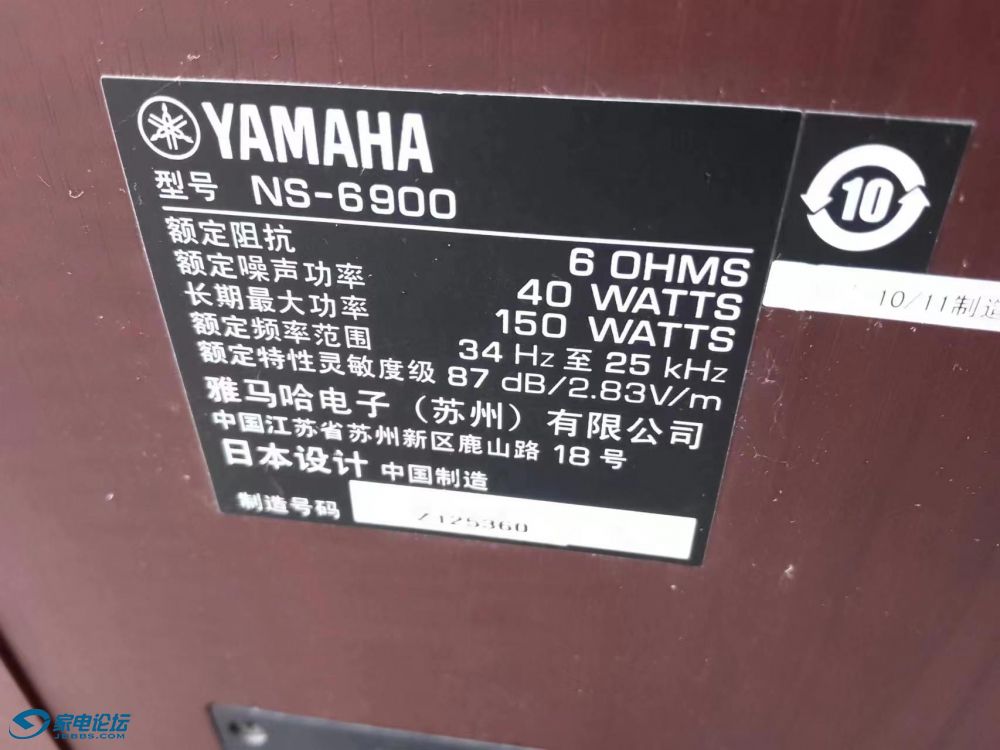 YAMAHA
型号 NS-6900
额定阻抗 6 OHMS
额定噪声功率 40 WATTS
长期最大功率 150 WATTS
额定频率范围 34 Hz 至 25 kHz
额定特性灵敏度级 87 dB/2.83V/m
雅马哈电子（苏州）有限公司
中国江苏省苏州新区鹿山路 18 号
日本设计 中国制造
制造号码
10
10/11制造
家电论坛
JDBBS.COM